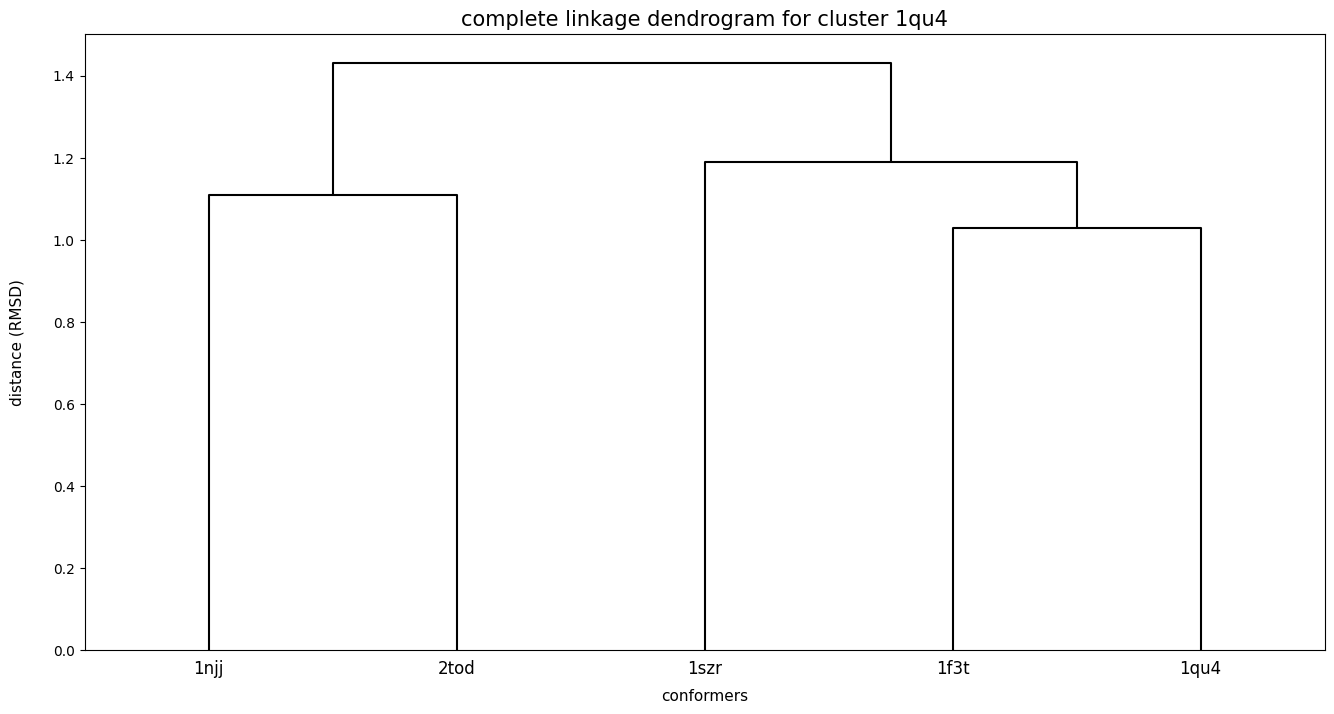 complete linkage dendrogram for cluster 1qu4
1.4
1.2
1.0
0.8
0.6
0.4
0.2
0.0
distance (RMSD)
1njj 2tod 1szr 1f3t 1qu4
conformers